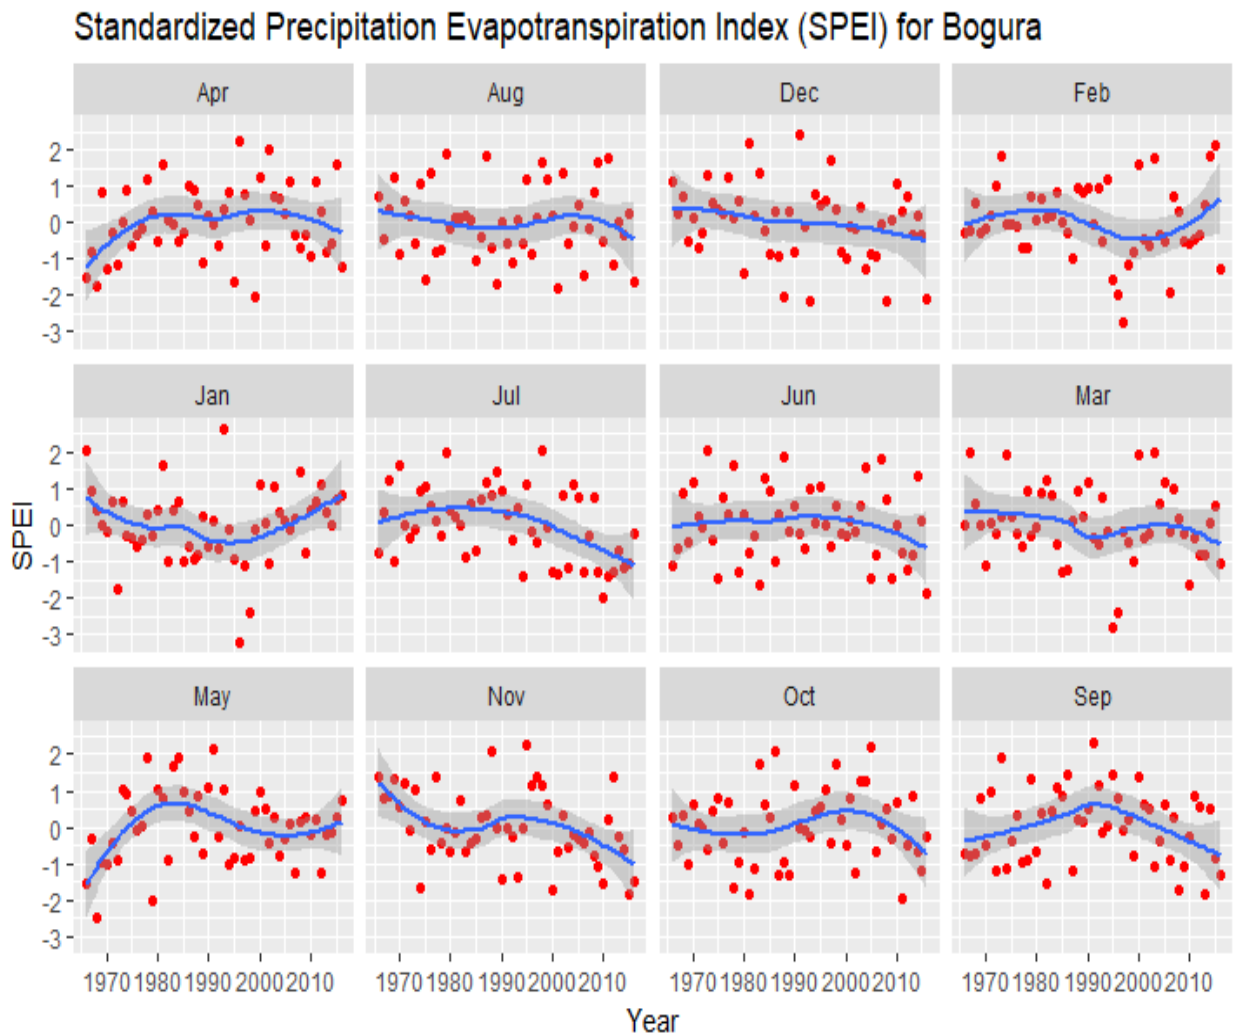 Standardized Precipitation Evapotranspiration Index (SPEI) for Bogura
Apr Aug Dec Feb
2
1
0
-1
-2
-3
Jan Jul Jun Mar
2
1
0
-1
-2
-3
SPEI
May Nov Oct Sep
2
1
0
-1
-2
-3
1970 1980 1990 2000 2010 1970 1980 1990 2000 2010 1970 1980 1990 2000 2010 1970 1980 1990 2000 2010
Year